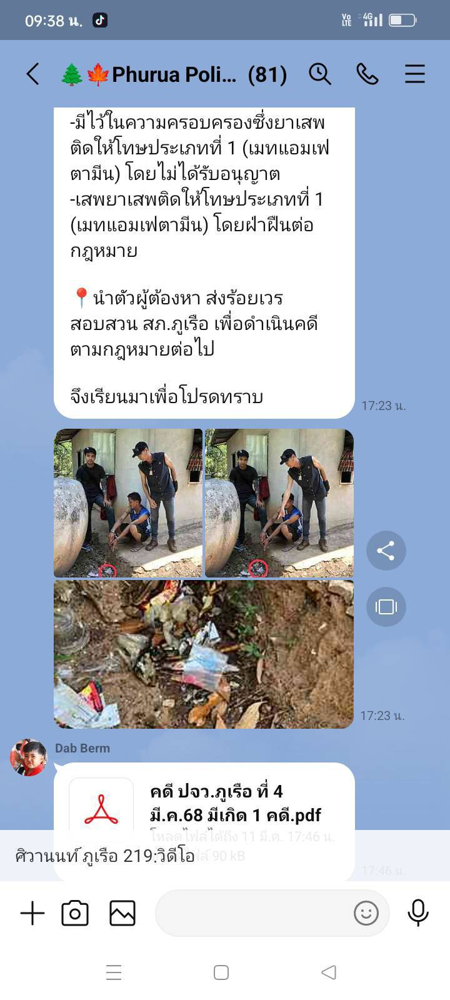 09:38 น.
Vo LTE 4G
Phurua Poli... (81)
-มีไว้ในความครอบครองซึ่งยาเสพ
ติดให้โทษประเภทที่ 1 (เมทแอมเฟ
ตามีน) โดยไม่ได้รับอนุญาต
-เสพยาเสพติดให้โทษประเภทที่ 1
(เมทแอมเฟตามีน) โดยฝ่าฝืนต่อ
กฎหมาย
นำตัวผู้ต้องหา ส่งร้อยเวร
สอบสวน สภ.ภูเรือ เพื่อดำเนินคดี
ตามกฎหมายต่อไป
จึงเรียนมาเพื่อโปรดทราบ
17:23 น.
17:23 น.
Dab Berm
คดี ปจว.ภูเรือ ที่ 4
มี.ค.68 มีเกิด 1 คดี.pdf
โหลดไฟล์ได้ถึง 11 มี.ค. 17:46 น.
ไฟล์ 90 kB
17:46 น.
ศิวานนท์ ภูเรือ 219:วิดีโอ